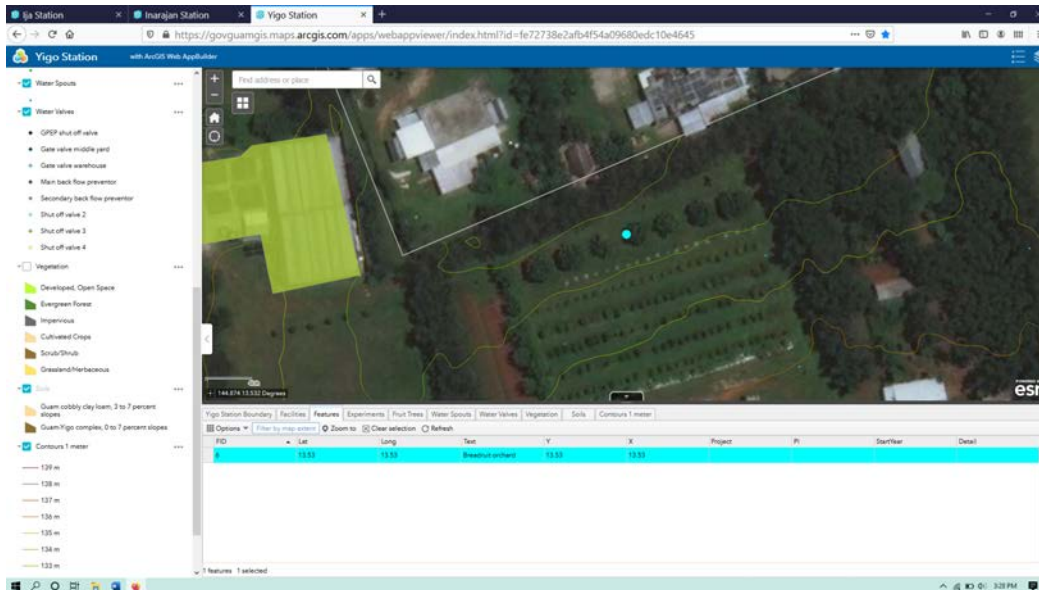 Ija Station
Inarajan Station
Yigo Station
https://govguamgis.maps.arcgis.com/apps/webappviewer/index.html?id=fe72738e2afb4f54a09680edc10e4645
Yigo Station with ArcGIS Web AppBuilder
Find address or place
Water Spouts
Water Valves
GPEP shut off valve
Gate valve middle yard
Gate valve warehouse
Main back flow preventor
Secondary back flow preventor
Shut off valve 2
Shut off valve 3
Shut off valve 4
Vegetation
Developed, Open Space
Evergreen Forest
Impervious
Cultivated Crops
Scrub/Shrub
Grassland/Herbaceous
Soils
Guam cobbly clay loam, 3 to 7 percent
slopes
Guam-Yigo complex, 0 to 7 percent slopes
Contours 1 meter
139 m
138 m
137 m
136 m
135 m
134 m
133 m
144.874 13.532 Degrees
esri
Yigo Station Boundary Facilities Features Experiments Fruit Trees Water Spouts Water Valves Vegetation Soils Contours 1 meter
Options Filter by map extent Zoom to Clear selection Refresh
FID Lat Long Text Y X Project PI StartYear Detail
6 13.53 13.53 Breadnut orchard 13.53 13.53
1 features 1 selected
3:28 PM